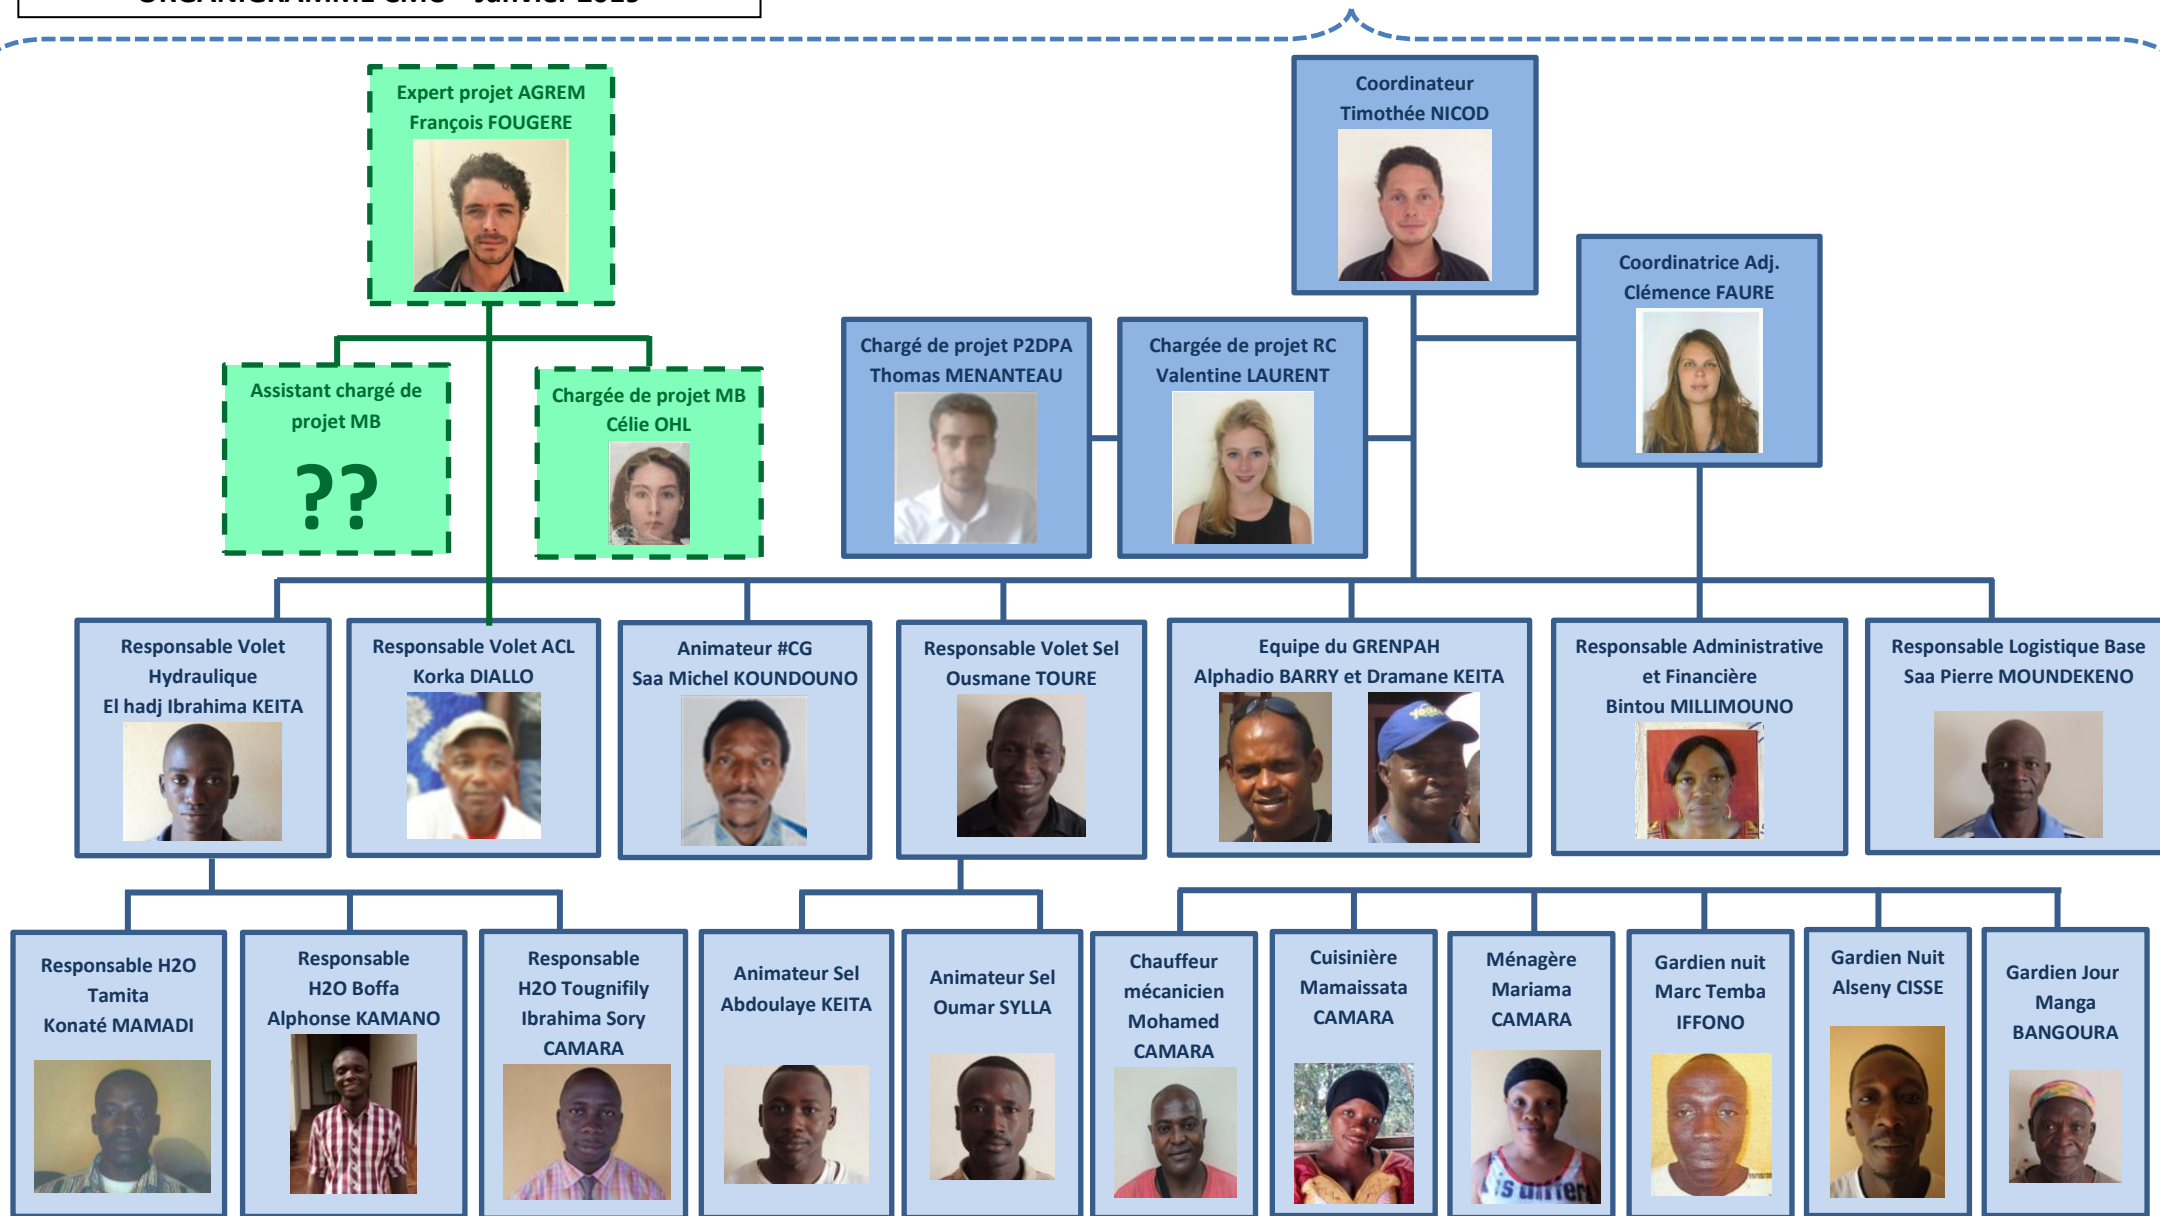 Expert projet AGREM
François FOUGERE
Coordinateur
Timothée NICOD
Coordinatrice Adj.
Clémence FAURE
Chargé de projet P2DPA
Thomas MENANTEAU
Chargée de projet RC
Valentine LAURENT
Assistant chargé de
projet MB
??
Chargée de projet MB
Célie OHL
Responsable Volet
Hydraulique
El hadj Ibrahima KEITA
Responsable Volet ACL
Korka DIALLO
Animateur #CG
Saa Michel KOUNDOUNO
Responsable Volet Sel
Ousmane TOURE
Equipe du GRENPAH
Alphadio BARRY et Dramane KEITA
Responsable Administrative
et Financière
Bintou MILLIMOUNO
Responsable Logistique Base
Saa Pierre MOUNDEKENO
Responsable H2O
Tamita
Konaté MAMADI
Responsable
H2O Boffa
Alphonse KAMANO
Responsable
H2O Tougnifily
Ibrahima Sory
CAMARA
Animateur Sel
Abdoulaye KEITA
Animateur Sel
Oumar SYLLA
Chauffeur
mécanicien
Mohamed
CAMARA
Cuisinière
Mamaissata
CAMARA
Ménagère
Mariama
CAMARA
Gardien nuit
Marc Temba
IFFONO
Gardien Nuit
Alseny CISSE
Gardien Jour
Manga
BANGOURA